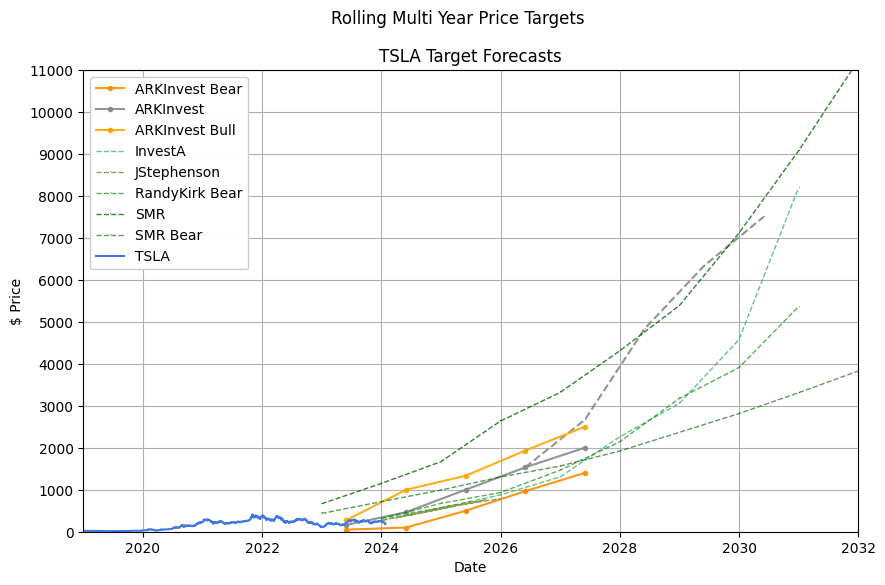 Rolling Multi Year Price Targets
TSLA Target Forecasts
11000
10000
9000
8000
7000
6000
5000
4000
3000
2000
1000
0
$ Price
ARKInvest Bear
ARKInvest
ARKInvest Bull
InvestA
JStephenson
RandyKirk Bear
SMR
SMR Bear
TSLA
2020
2022
2024
2026
2028
2030
2032
Date